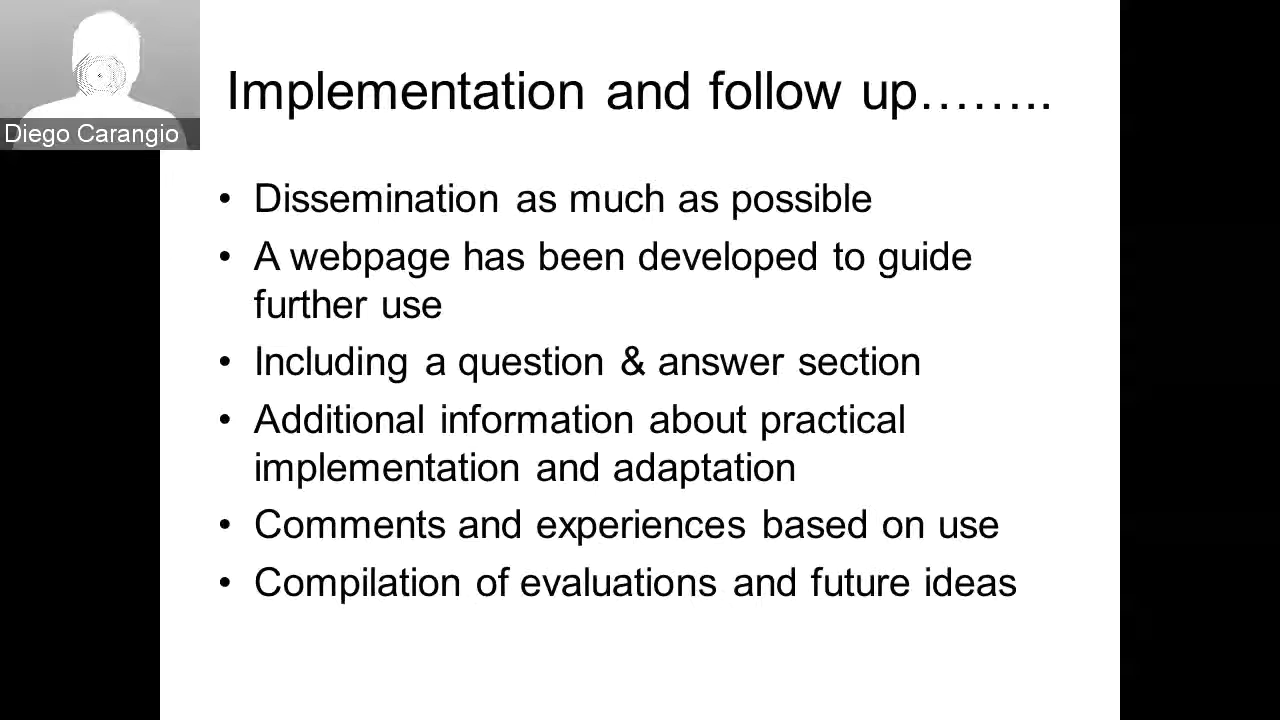 Diego Carangio
Implementation and follow up……..
• Dissemination as much as possible
• A webpage has been developed to guide
further use
• Including a question & answer section
• Additional information about practical
implementation and adaptation
• Comments and experiences based on use
• Compilation of evaluations and future ideas